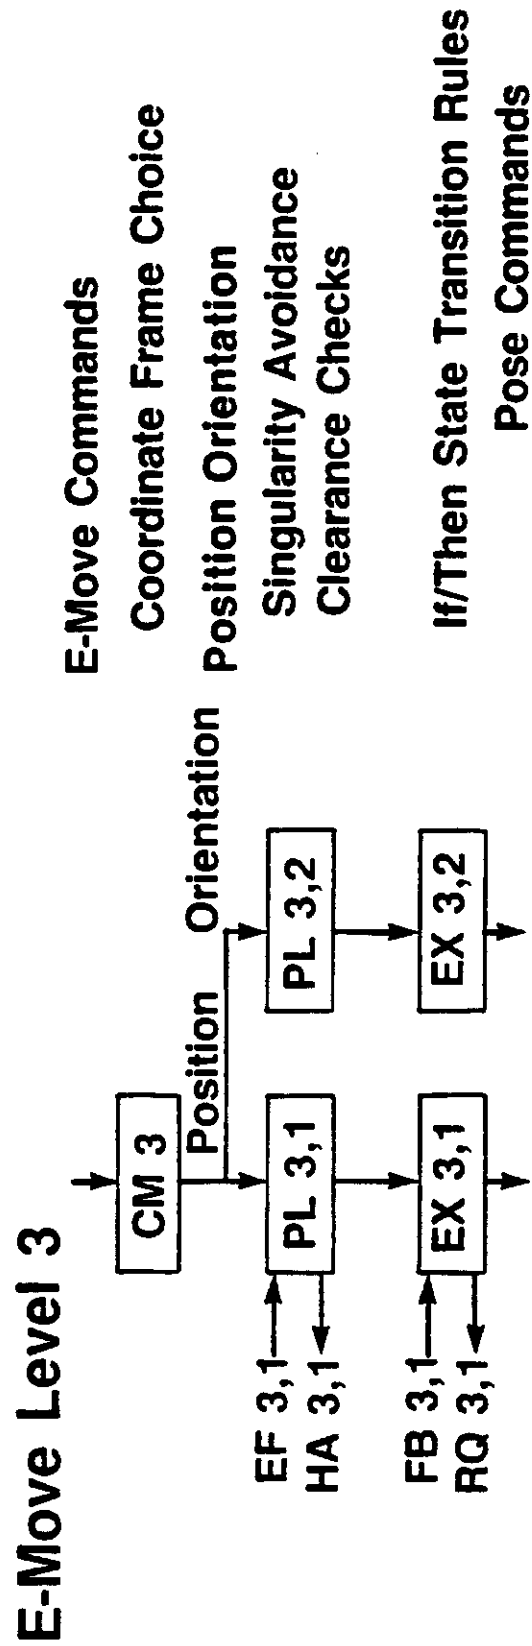 E-Move Level 3
E-Move Commands
CM 3
Coordinate Frame Choice
Position Orientation
Position Orientation
EF 3,1
HA 3,1
PL 3,1
PL 3,2
Singularity Avoidance
Clearance Checks
FB 3,1
RQ 3,1
EX 3,1
EX 3,2
If/Then State Transition Rules
Pose Commands